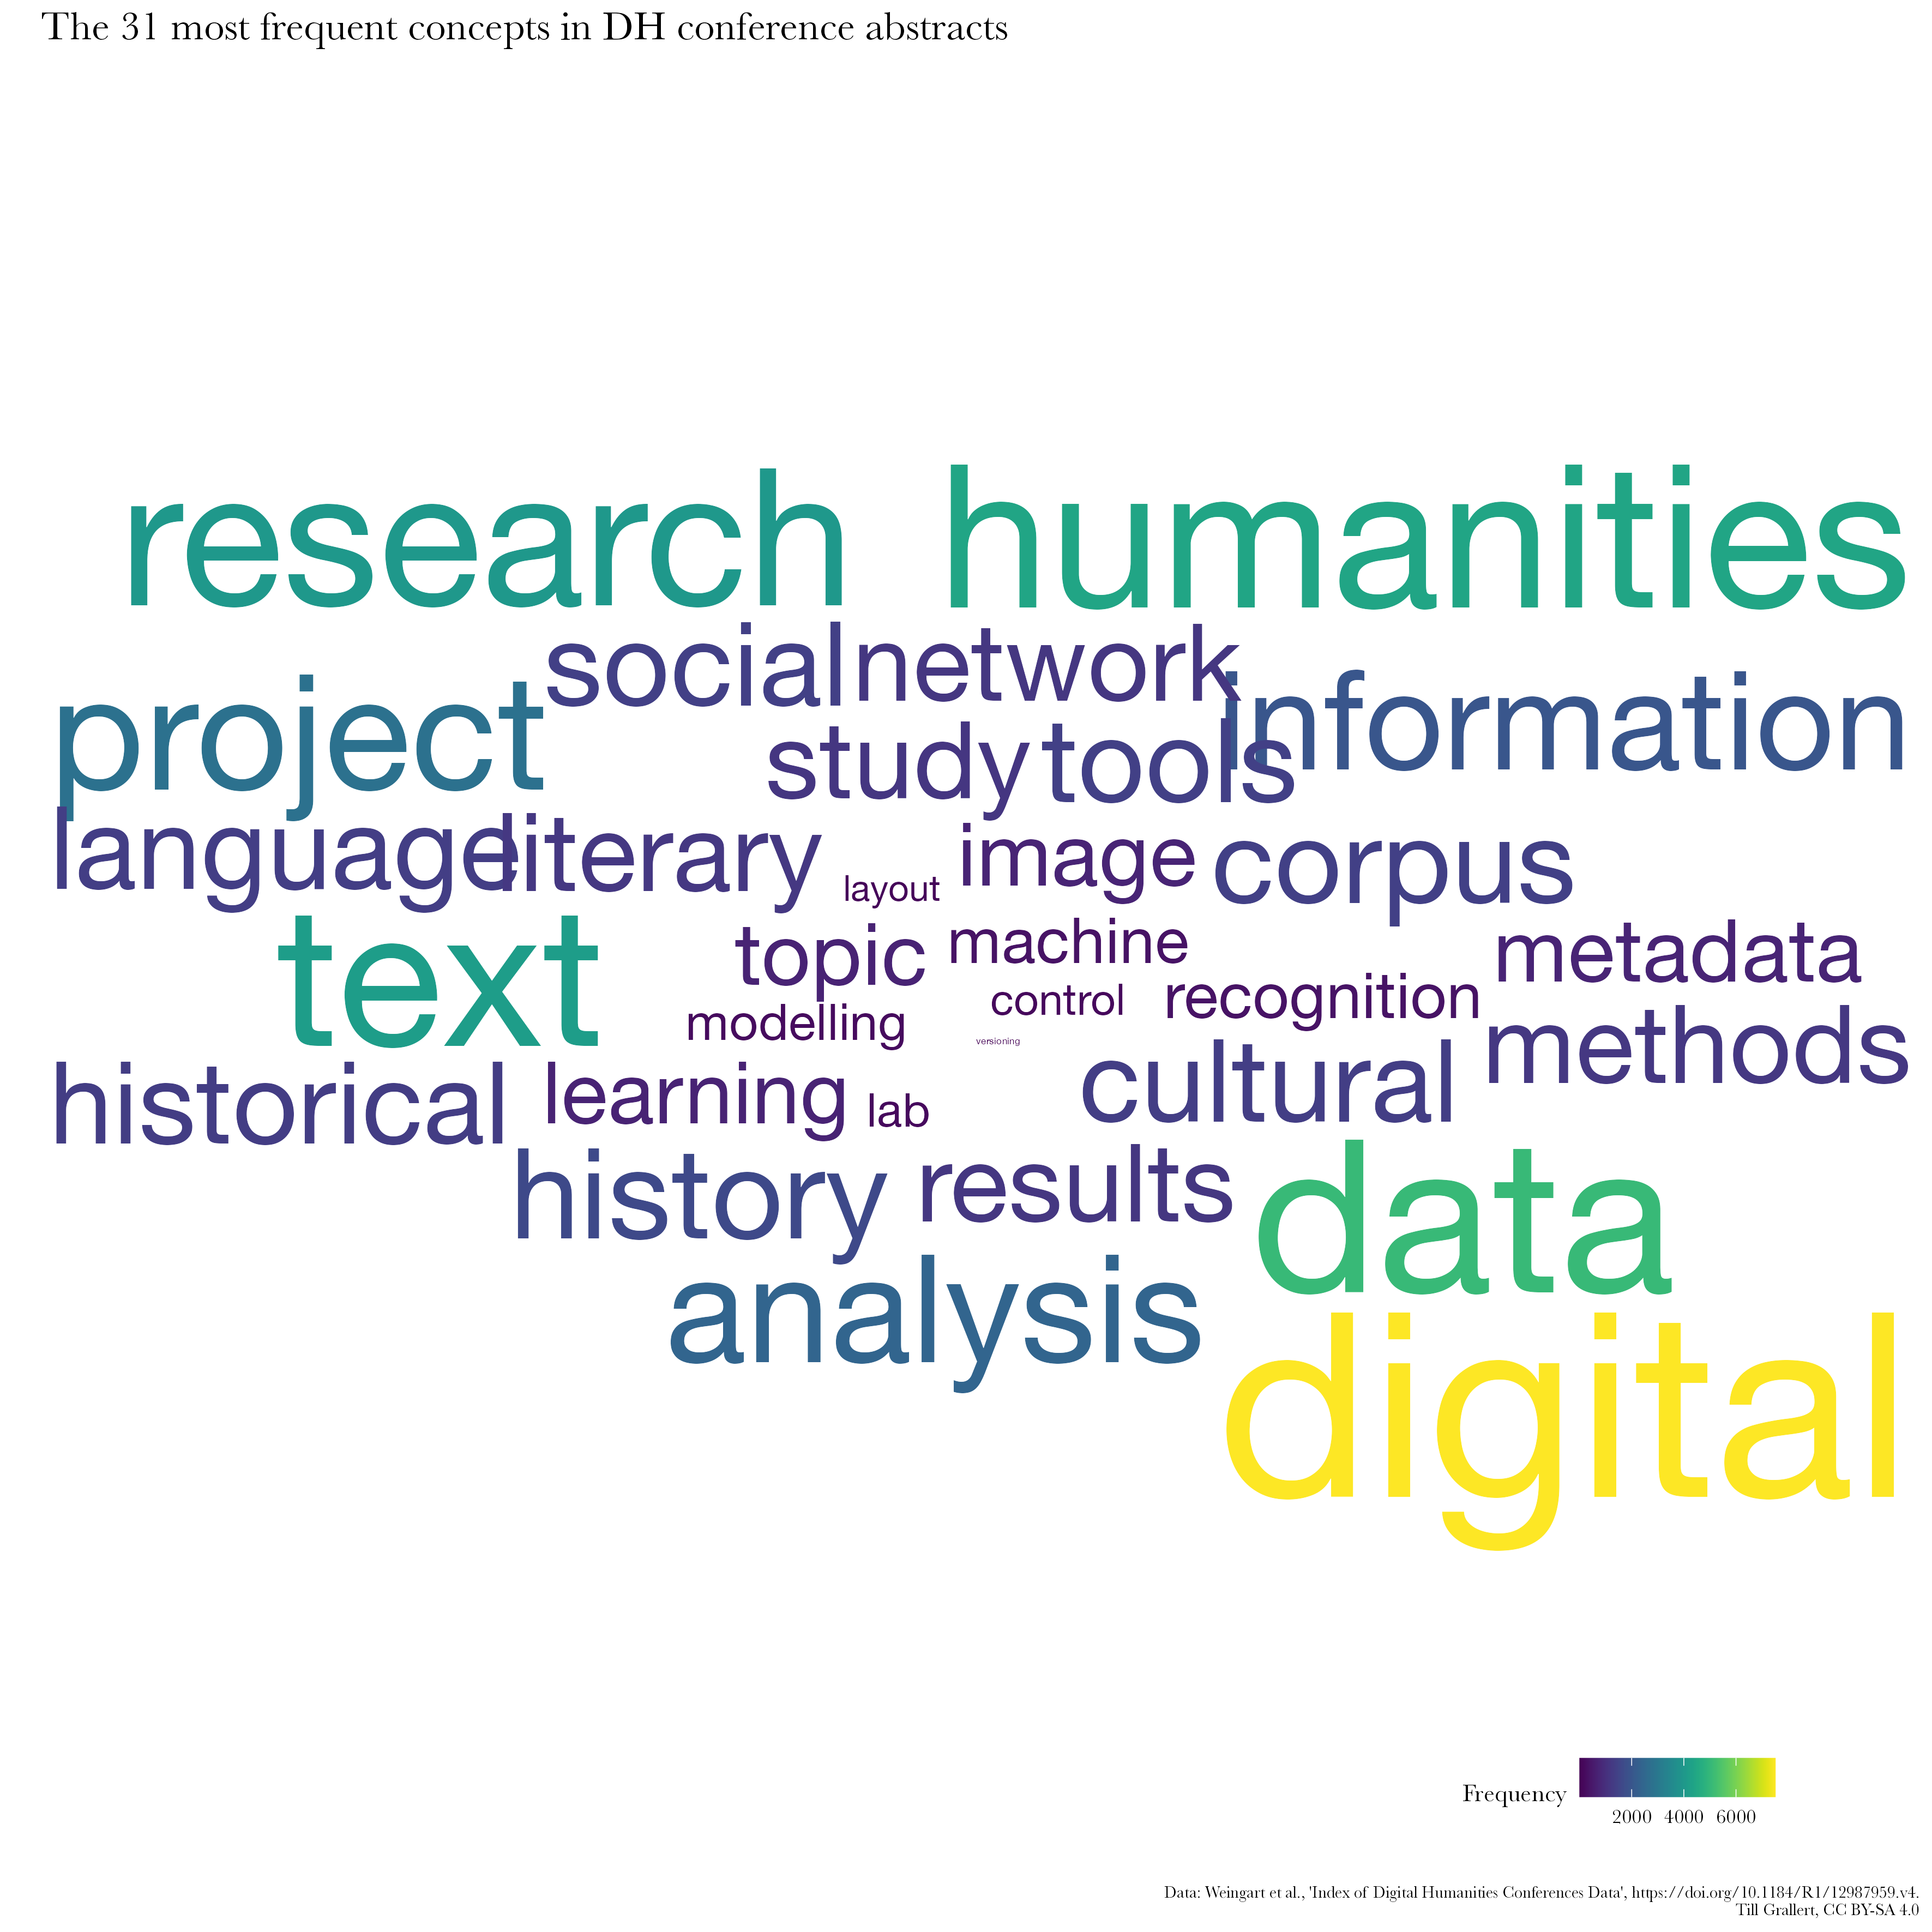 The 31 most frequent concepts in DH conference abstracts
research humanities
social network
project information
study tools
language literary image corpus
layout
text topic machine metadata
modelling control recognition methods
versioning
historical learning lab cultural
history results data
analysis
digital
Frequency
2000 4000 6000
Data: Weingart et al., 'Index of Digital Humanities Conferences Data', https://doi.org/10.1184/R1/12987959.v4.
Till Grallert, CC BY-SA 4.0